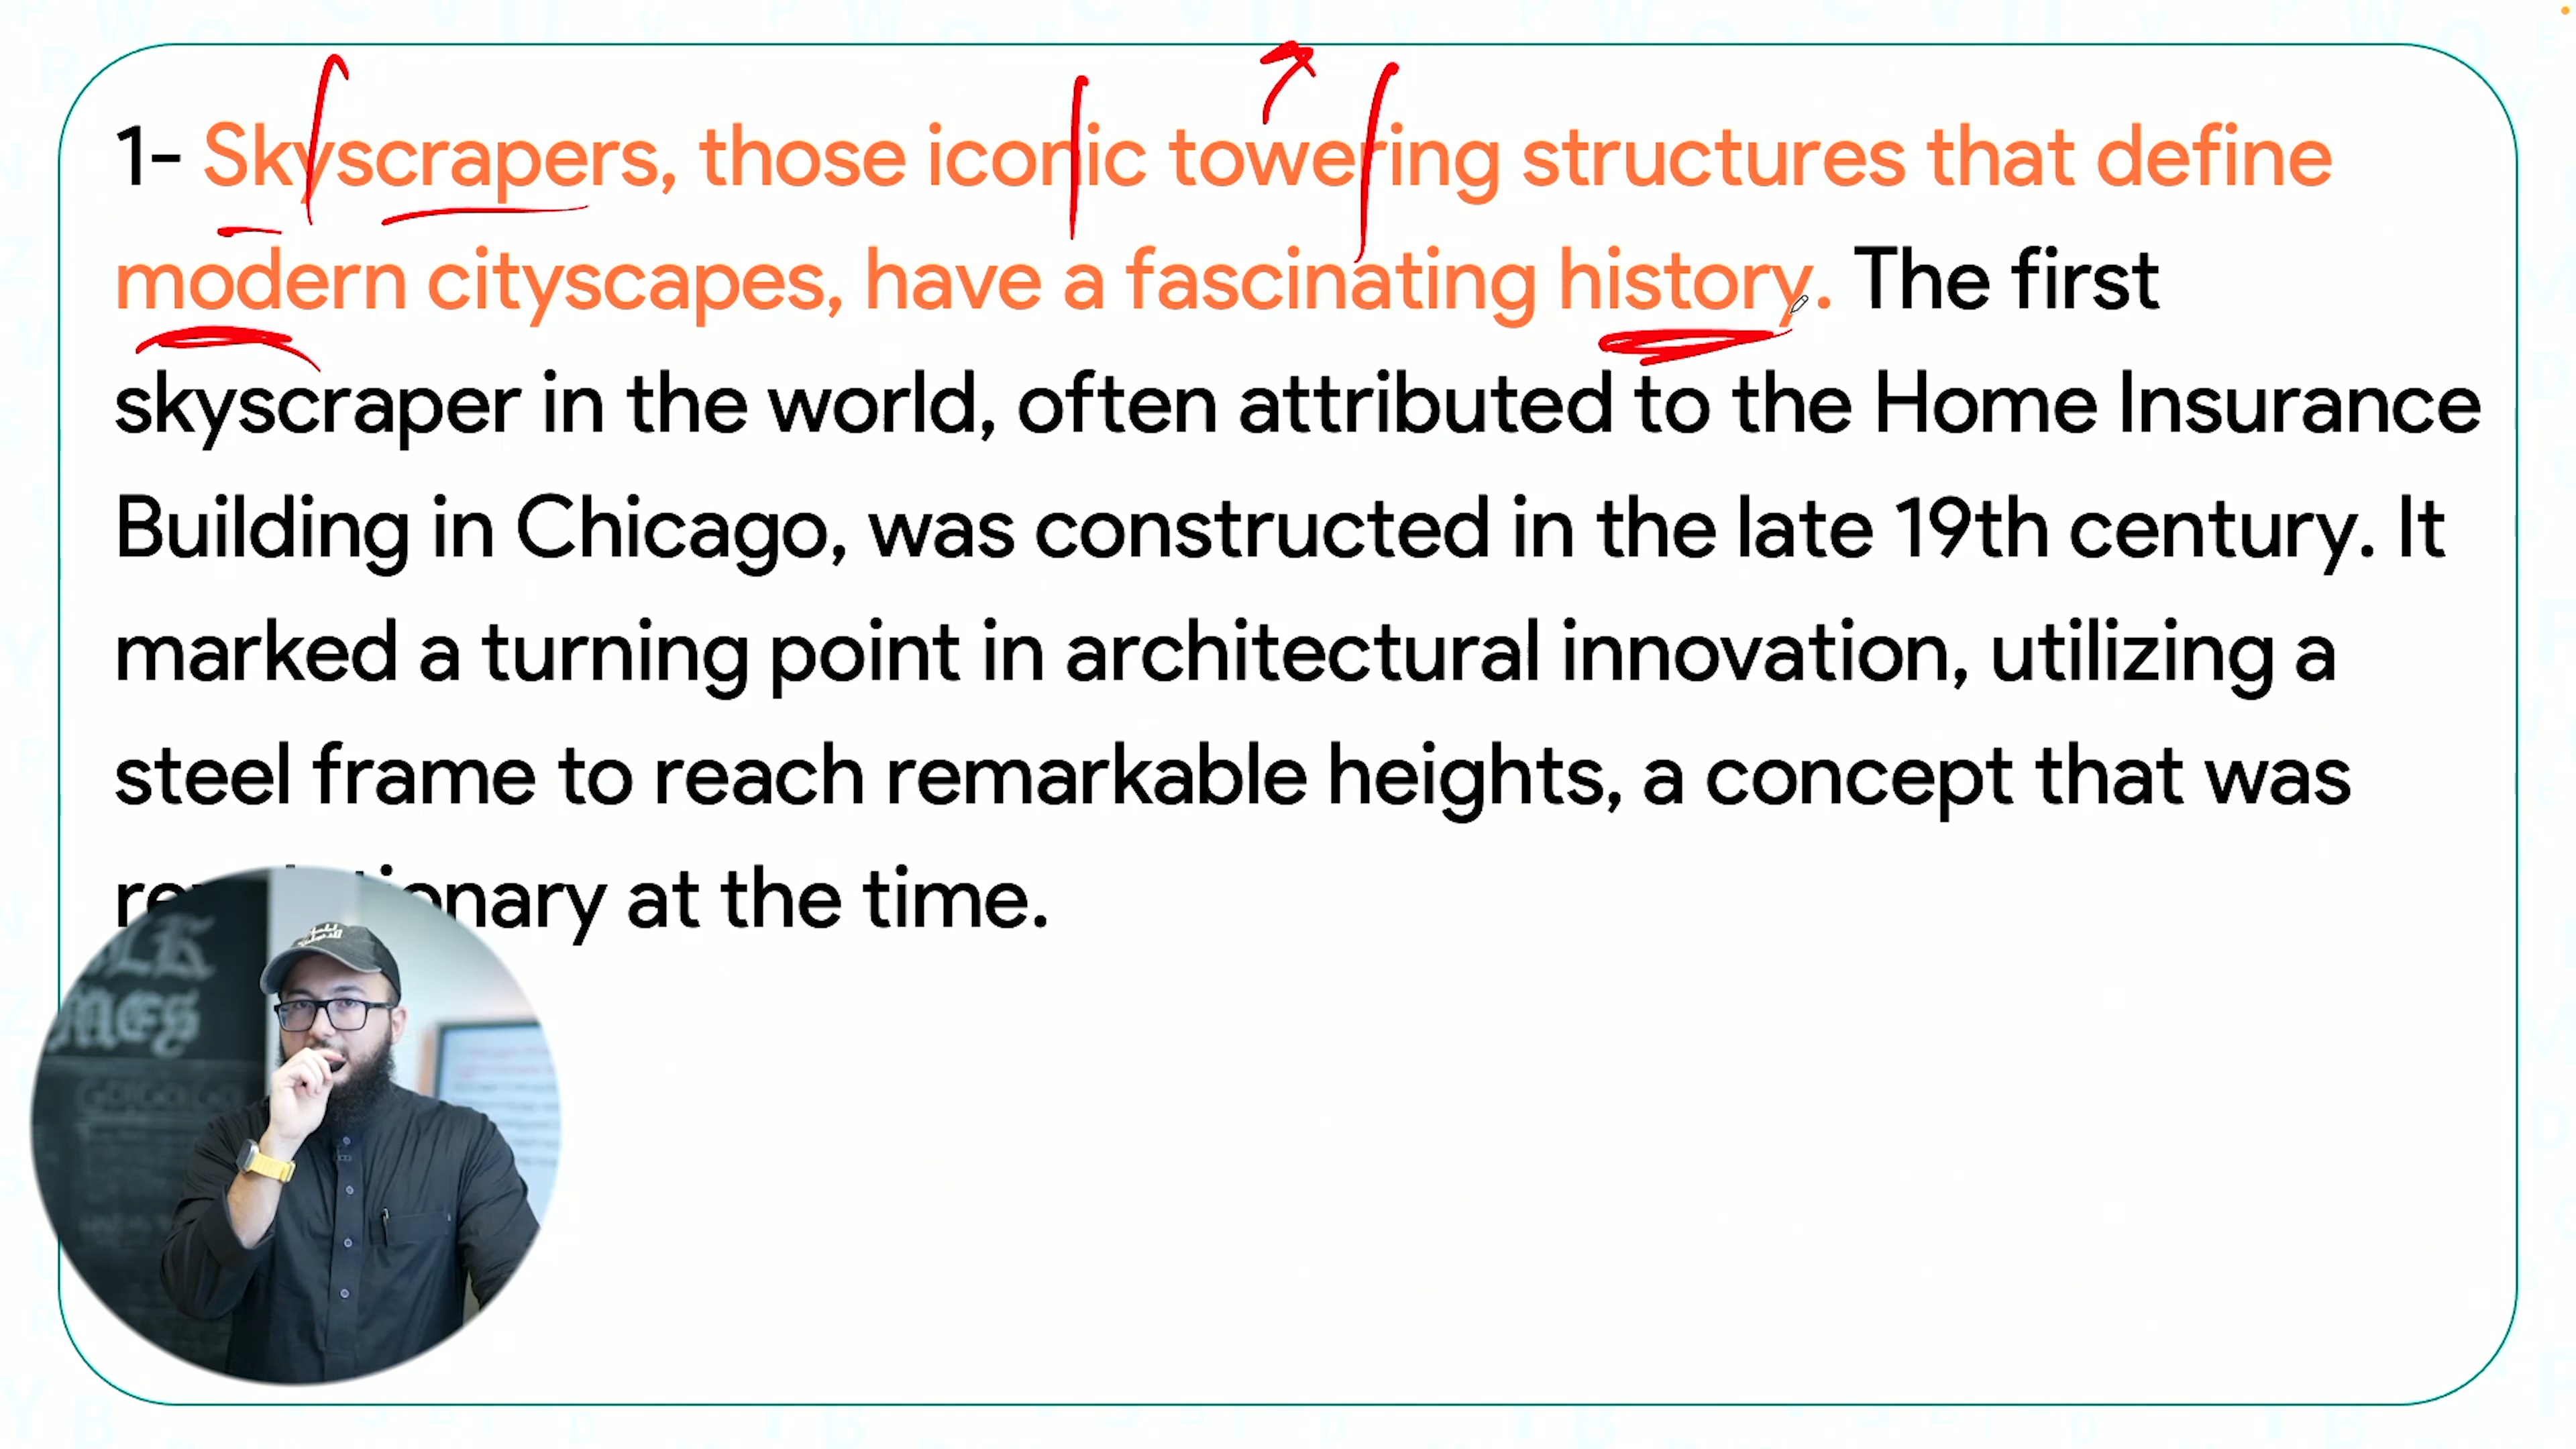 1- Skyscrapers, those iconic towering structures that define
modern cityscapes, have a fascinating history. The first
skyscraper in the world, often attributed to the Home Insurance
Building in Chicago, was constructed in the late 19th century. It
marked a turning point in architectural innovation, utilizing a
steel frame to reach remarkable heights, a concept that was
at the time.